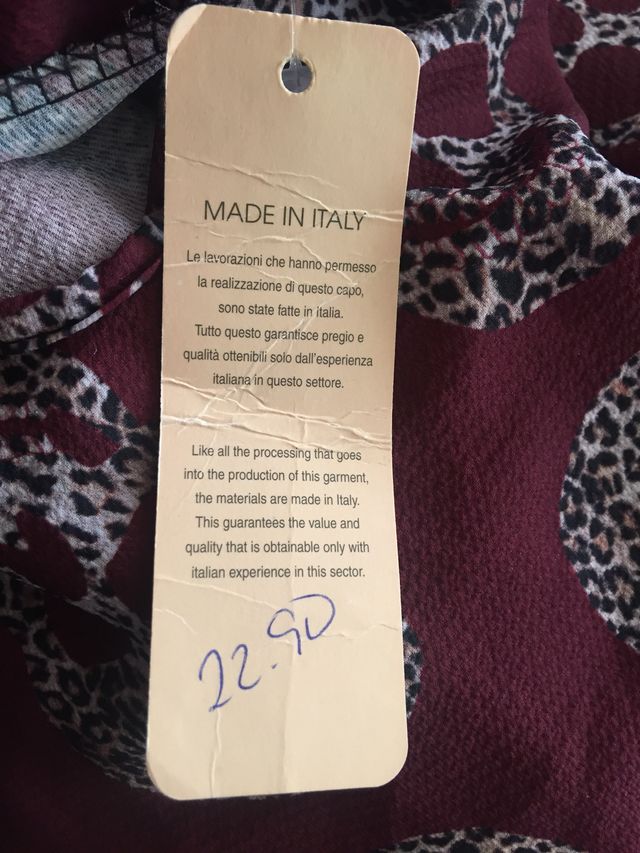 MADE IN ITALY
Le lavorazioni che hanno permesso
la realizzazione di questo capo,
sono state fatte in italia.
Tutto questo garantisce pregio e
qualità ottenibili solo dall'esperienza
italiana in questo settore.
Like all the processing that goes
into the production of this garment,
the materials are made in Italy.
This guarantees the value and
quality that is obtainable only with
italian experience in this sector.
22.90